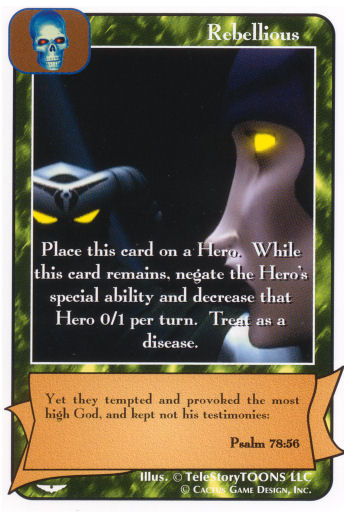 Rebellious
Place this card on a Hero. While
this card remains, negate the Hero's
special ability and decrease that
Hero 0/1 per turn. Treat as a
disease.
Yet they tempted and provoked the most
high God, and kept not his testimonies:
Psalm 78:56
Illus. © TeleStoryTOONS LLC
© Cactus Game Design, Inc.